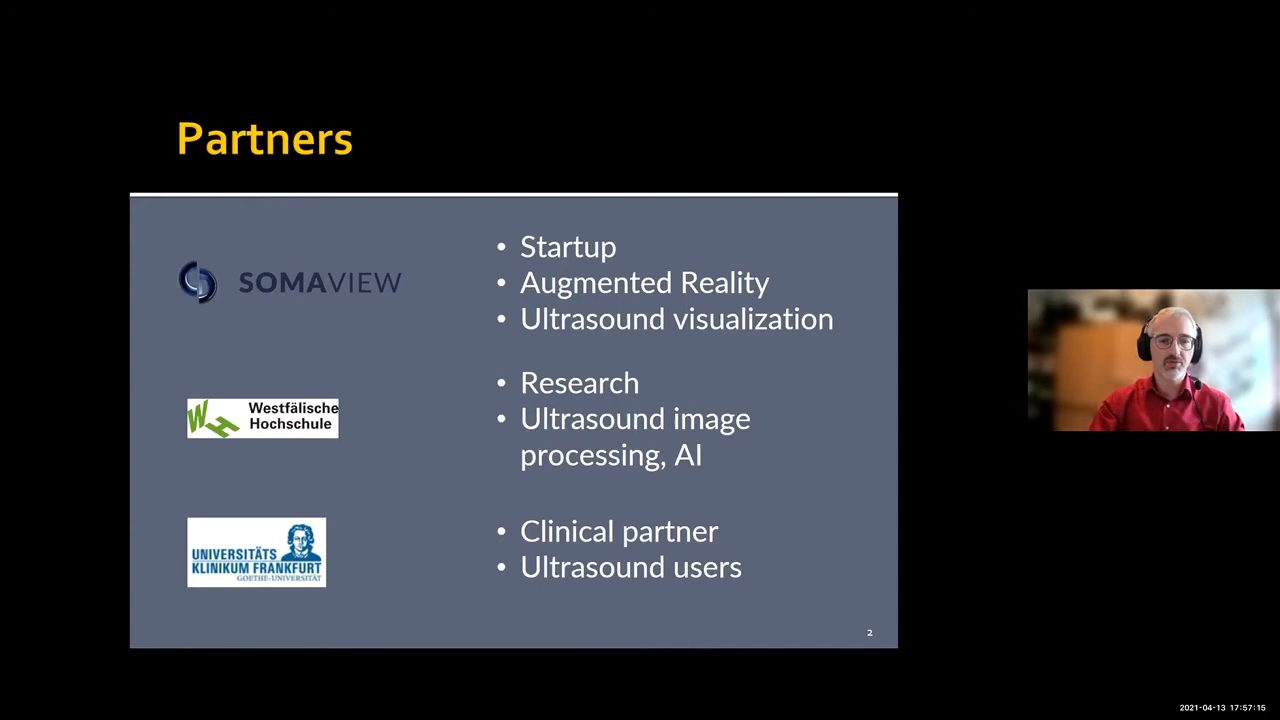 Partners
SOMAVIEW
• Startup
• Augmented Reality
• Ultrasound visualization
Westfälische
Hochschule
• Research
• Ultrasound image
processing, AI
UNIVERSITÄTS
KLINIKUM FRANKFURT
GOETHE-UNIVERSITÄT
• Clinical partner
• Ultrasound users
2
2021-04-13 17:57:15